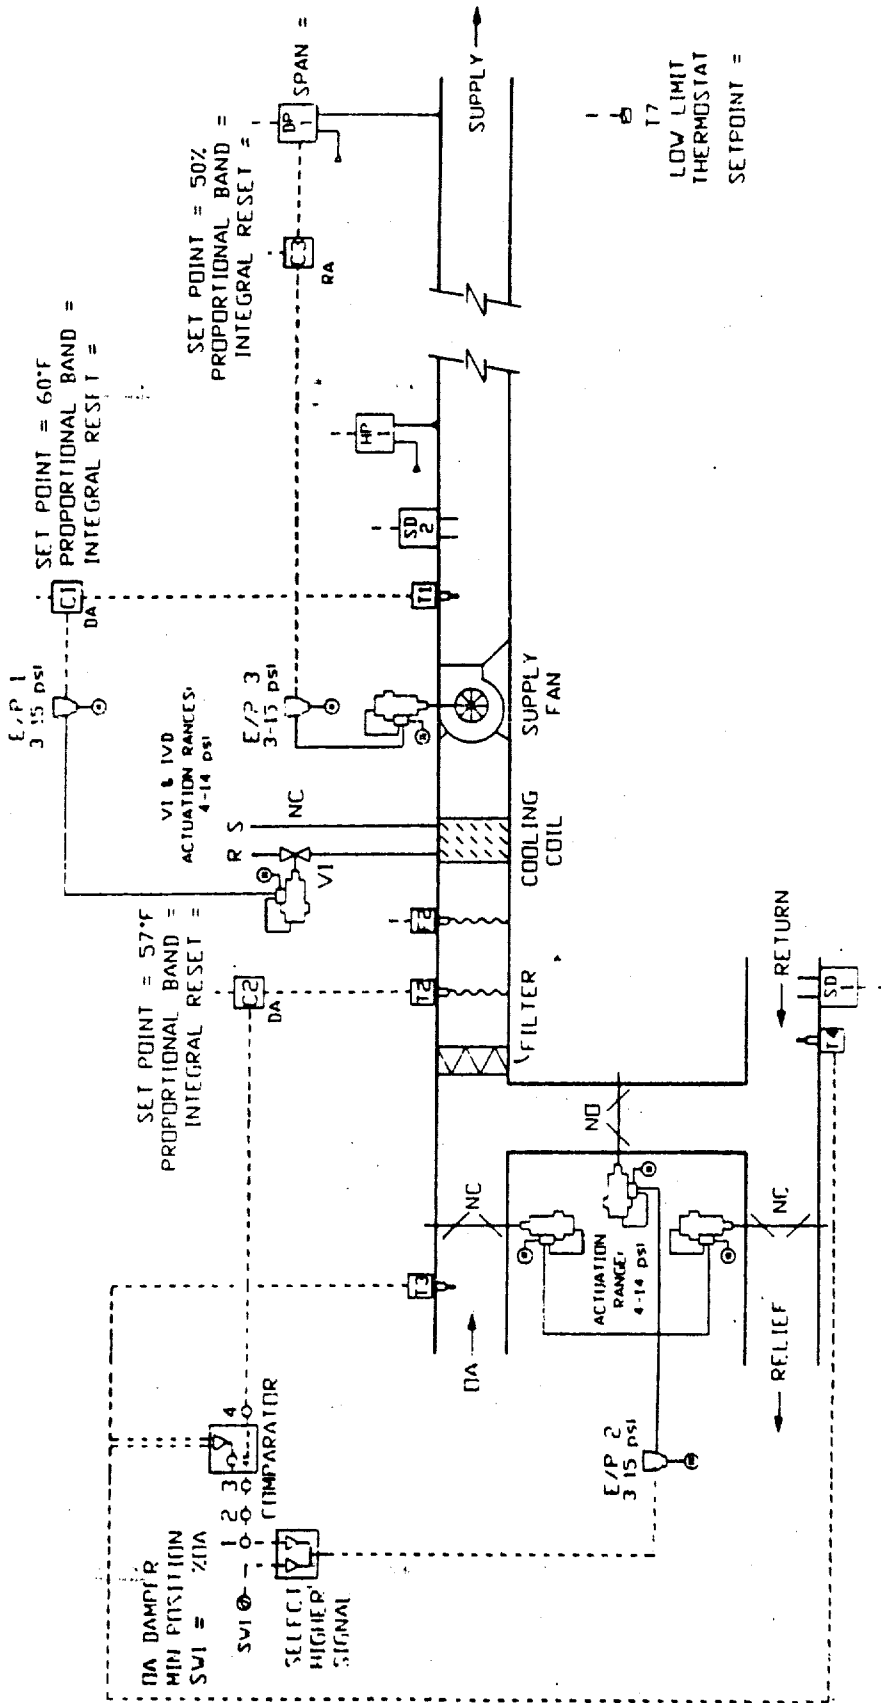 OA DAMPER
MIN POSITION
SW1 = %OA
SW1
SELECT
HIGHER
SIGNAL
1
2
3
4
COMPARATOR
E/P 2
3-15 psi
SET POINT = 57°F
PROPORTIONAL BAND =
INTEGRAL RESET =
C2
DA
VI & IVD
ACTUATION RANGES:
4-14 psi
E/P 1
3-15 psi
C1
DA
SET POINT = 60°F
PROPORTIONAL BAND =
INTEGRAL RESET =
E/P 3
3-15 psi
SET POINT = 50%
PROPORTIONAL BAND =
INTEGRAL RESET =
C3
RA
DP
1
SPAN =
R S
NC
VI
T3
T2
T1
SD
2
HP
1
OA
NC
FILTER
COOLING
COIL
SUPPLY
FAN
SUPPLY
ACTUATION
RANGE:
4-14 psi
NO
NC
RELIEF
RETURN
SD
1
T7
LOW LIMIT
THERMOSTAT
SETPOINT =